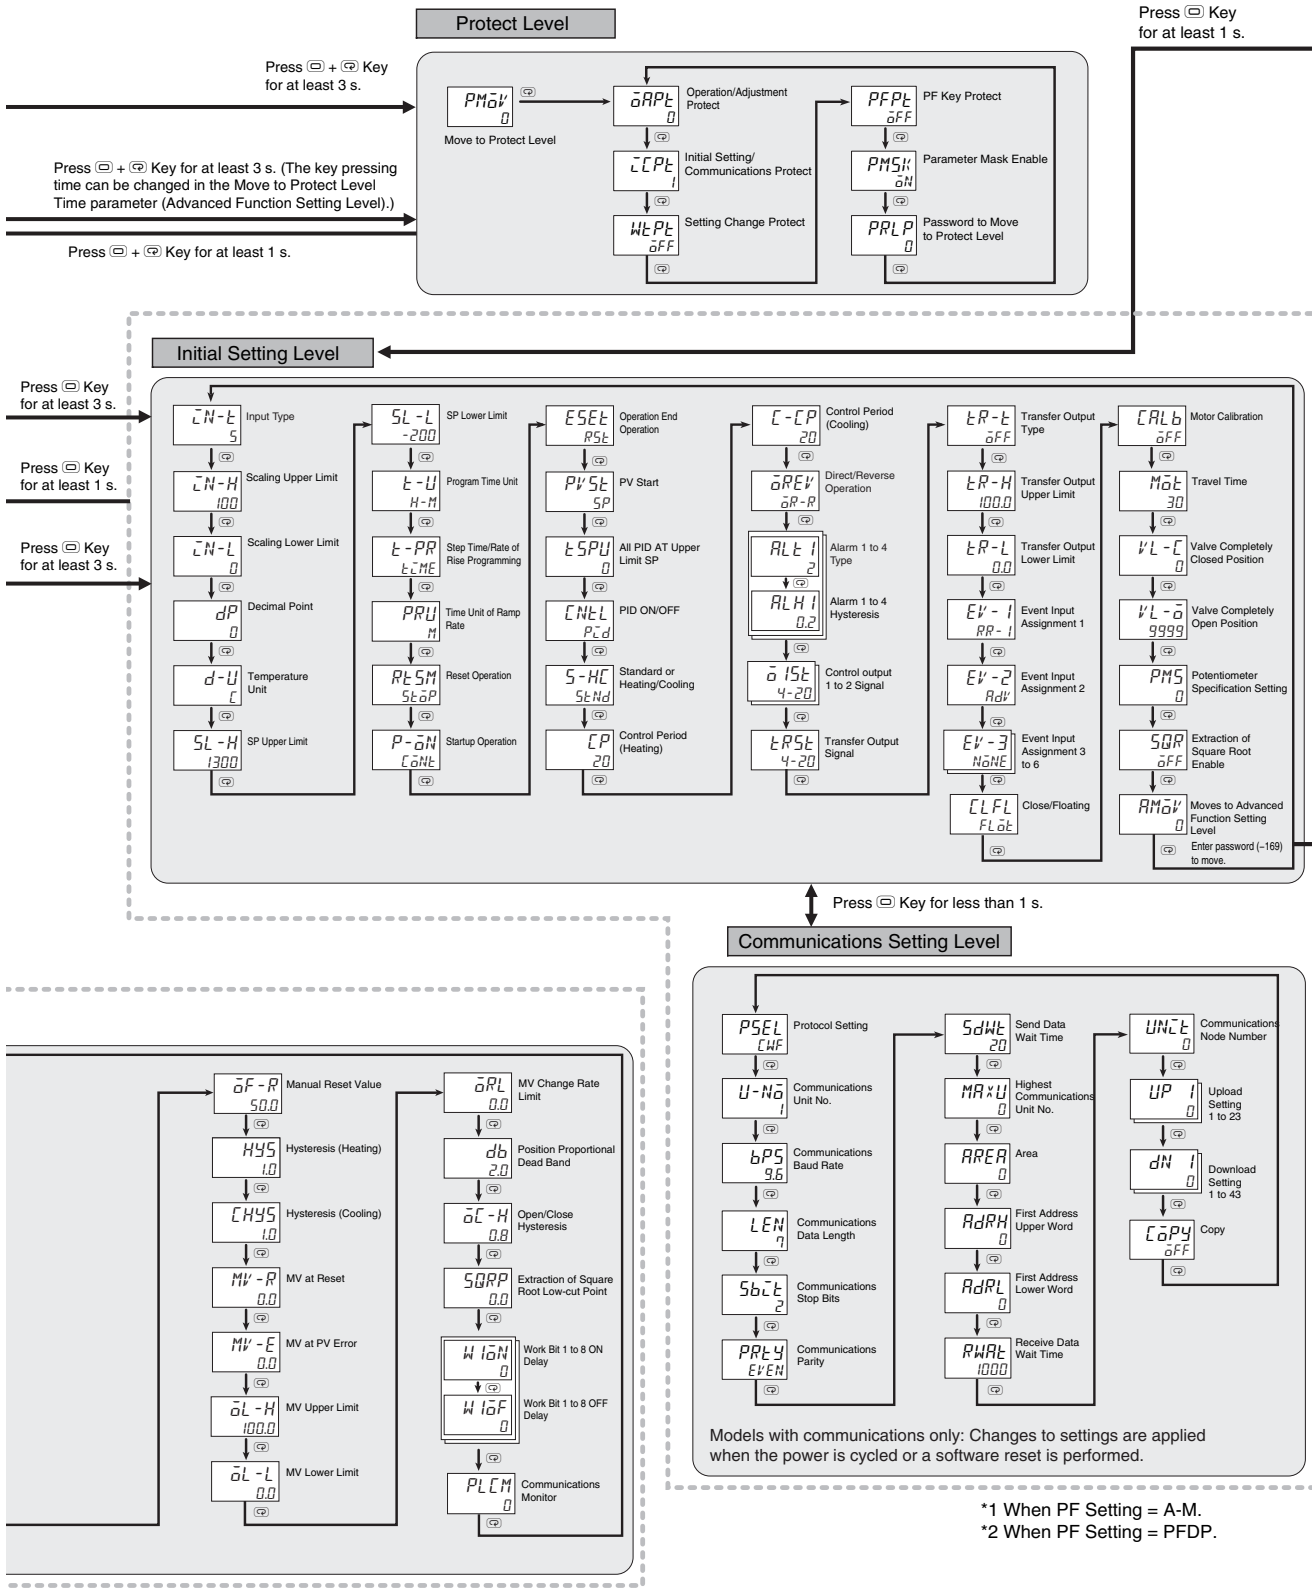 Protect Level
Press Key
for at least 1 s.
Press + Key
for at least 3 s.
PMOV
0
Move to Protect Level
OAPT
0
Operation/Adjustment
Protect
ICPT
1
Initial Setting/
Communications Protect
WTPT
OFF
Setting Change Protect
PFPT
OFF
PF Key Protect
PMSK
ON
Parameter Mask Enable
PRLP
0
Password to Move
to Protect Level
Press + Key for at least 3 s. (The key pressing
time can be changed in the Move to Protect Level
Time parameter (Advanced Function Setting Level).)
Press + Key for at least 1 s.
Initial Setting Level
Press Key
for at least 3 s.
Press Key
for at least 1 s.
Press Key
for at least 3 s.
IN-T
5
Input Type
IN-H
100
Scaling Upper Limit
IN-L
0
Scaling Lower Limit
dP
0
Decimal Point
d-U
C
Temperature
Unit
SL-H
1300
SP Upper Limit
SL-L
-200
SP Lower Limit
T-U
H-M
Program Time Unit
T-PR
TIME
Step Time/Rate of
Rise Programming
PRU
M
Time Unit of Ramp
Rate
RTSM
STOP
Reset Operation
P-ON
CONT
Startup Operation
ESET
RST
Operation End
Operation
PVST
SP
PV Start
TSPU
0
All PID AT Upper
Limit SP
CNTL
PId
PID ON/OFF
S-HC
STNd
Standard or
Heating/Cooling
CP
20
Control Period
(Heating)
C-CP
20
Control Period
(Cooling)
OREV
OR-R
Direct/Reverse
Operation
ALT1
2
Alarm 1 to 4
Type
ALH1
0.2
Alarm 1 to 4
Hysteresis
O1ST
4-20
Control output
1 to 2 Signal
TRST
4-20
Transfer Output
Signal
TR-T
OFF
Transfer Output
Type
TR-H
100.0
Transfer Output
Upper Limit
TR-L
0.0
Transfer Output
Lower Limit
EV-1
RR-1
Event Input
Assignment 1
EV-2
AdV
Event Input
Assignment 2
EV-3
NONE
Event Input
Assignment 3
to 6
CLFL
FLOT
Close/Floating
CALb
OFF
Motor Calibration
MOT
30
Travel Time
VL-C
0
Valve Completely
Closed Position
VL-O
9999
Valve Completely
Open Position
PMS
0
Potentiometer
Specification Setting
SQR
OFF
Extraction of
Square Root
Enable
AMOV
0
Moves to Advanced
Function Setting
Level
Enter password (−169)
to move.
Press Key for less than 1 s.
Communications Setting Level
PSEL
CWF
Protocol Setting
U-NO
1
Communications
Unit No.
bPS
9.6
Communications
Baud Rate
LEN
7
Communications
Data Length
SbIT
2
Communications
Stop Bits
PRTY
EVEN
Communications
Parity
SdWT
20
Send Data
Wait Time
MAXU
0
Highest
Communications
Unit No.
AREA
0
Area
AdRH
0
First Address
Upper Word
AdRL
0
First Address
Lower Word
RWAT
1000
Receive Data
Wait Time
UNIT
0
Communications
Node Number
UP 1
0
Upload
Setting
1 to 23
dN 1
0
Download
Setting
1 to 43
COPY
OFF
Copy
Models with communications only: Changes to settings are applied
when the power is cycled or a software reset is performed.
OF-R
50.0
Manual Reset Value
HYS
1.0
Hysteresis (Heating)
CHYS
1.0
Hysteresis (Cooling)
MV-R
0.0
MV at Reset
MV-E
0.0
MV at PV Error
OL-H
100.0
MV Upper Limit
OL-L
0.0
MV Lower Limit
ORL
0.0
MV Change Rate
Limit
db
2.0
Position Proportional
Dead Band
OC-H
0.8
Open/Close
Hysteresis
SQRP
0.0
Extraction of Square
Root Low-cut Point
W1ON
0
Work Bit 1 to 8 ON
Delay
W1OF
0
Work Bit 1 to 8 OFF
Delay
PLCM
0
Communications
Monitor
*1 When PF Setting = A-M.
*2 When PF Setting = PFDP.